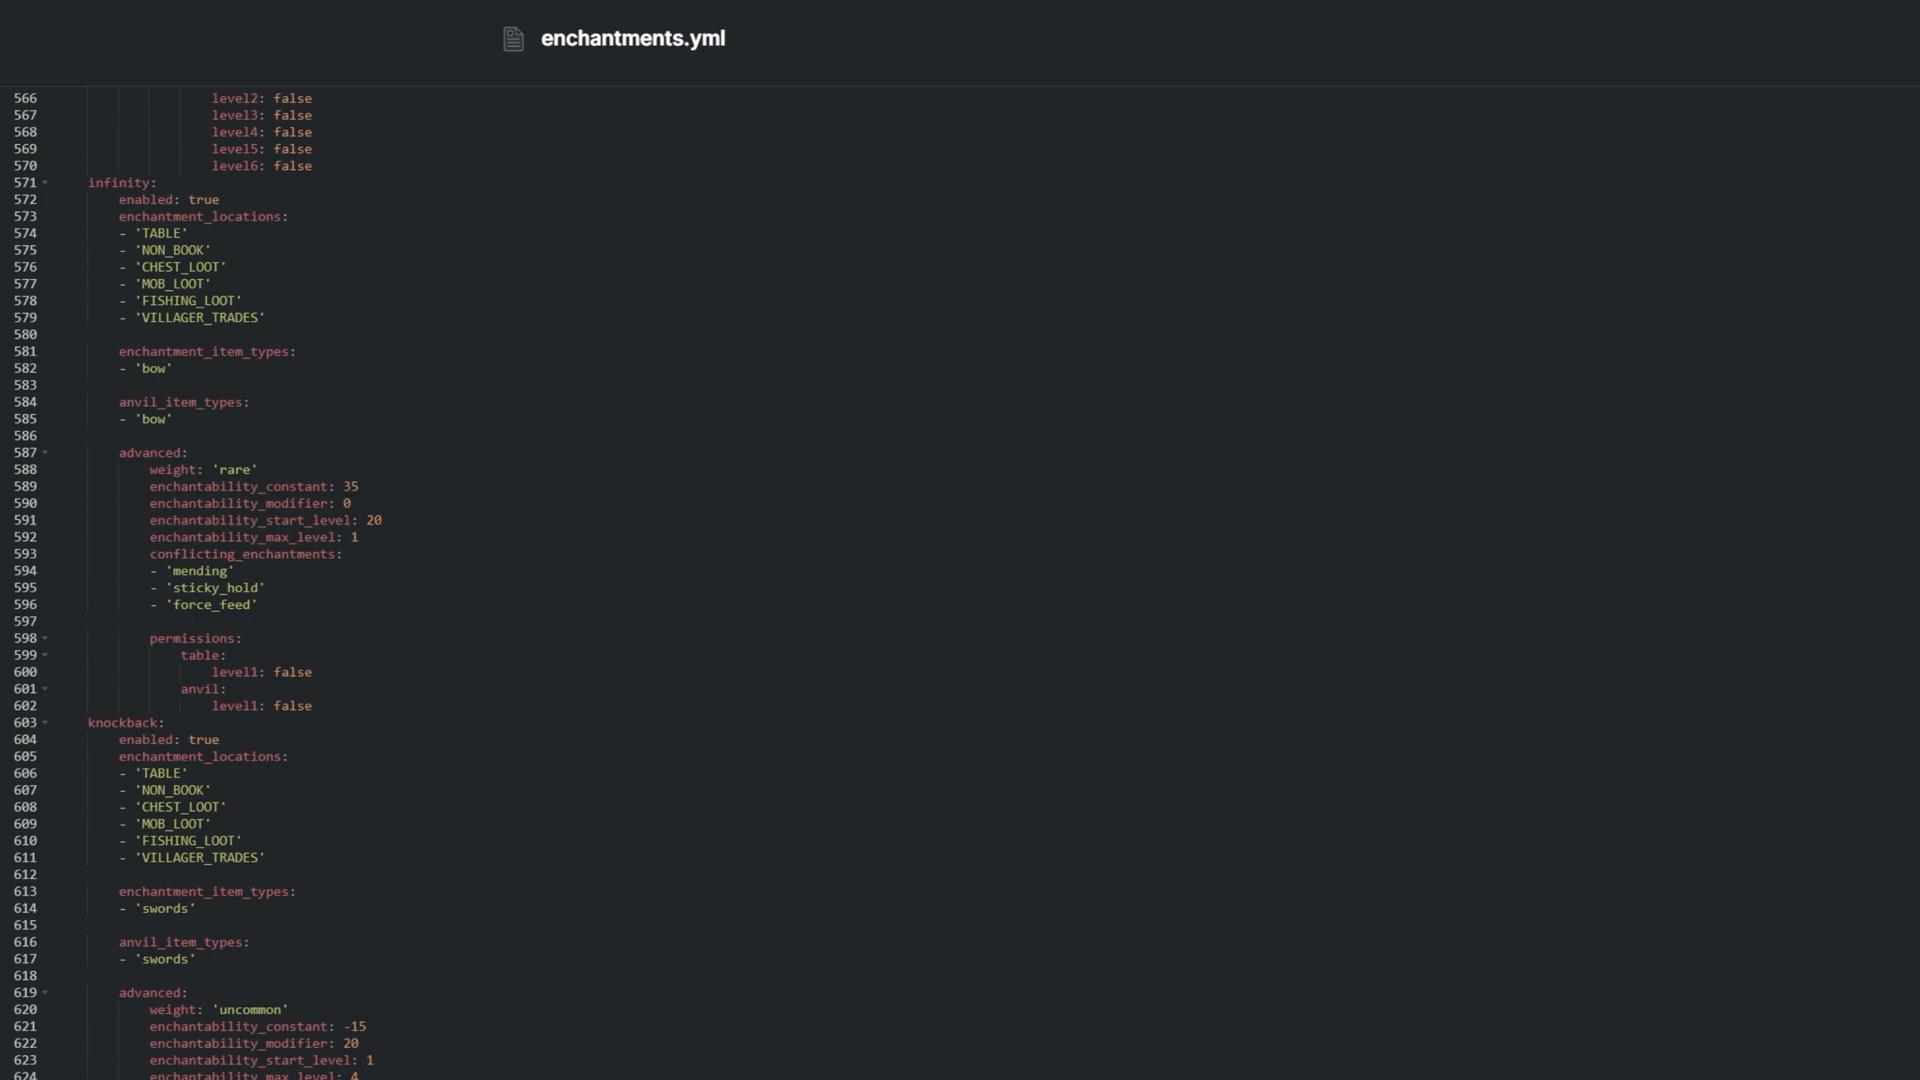 enchantments.yml
566 level2: false
567 level3: false
568 level4: false
569 level5: false
570 level6: false
571 infinity:
572 enabled: true
573 enchantment_locations:
574 - 'TABLE'
575 - 'NON_BOOK'
576 - 'CHEST_LOOT'
577 - 'MOB_LOOT'
578 - 'FISHING_LOOT'
579 - 'VILLAGER_TRADES'
580
581 enchantment_item_types:
582 - 'bow'
583
584 anvil_item_types:
585 - 'bow'
586
587 advanced:
588 weight: 'rare'
589 enchantability_constant: 35
590 enchantability_modifier: 0
591 enchantability_start_level: 20
592 enchantability_max_level: 1
593 conflicting_enchantments:
594 - 'mending'
595 - 'sticky_hold'
596 - 'force_feed'
597
598 permissions:
599 table:
600 level1: false
601 anvil:
602 level1: false
603 knockback:
604 enabled: true
605 enchantment_locations:
606 - 'TABLE'
607 - 'NON_BOOK'
608 - 'CHEST_LOOT'
609 - 'MOB_LOOT'
610 - 'FISHING_LOOT'
611 - 'VILLAGER_TRADES'
612
613 enchantment_item_types:
614 - 'swords'
615
616 anvil_item_types:
617 - 'swords'
618
619 advanced:
620 weight: 'uncommon'
621 enchantability_constant: -15
622 enchantability_modifier: 20
623 enchantability_start_level: 1
624 enchantability_max_level: 4